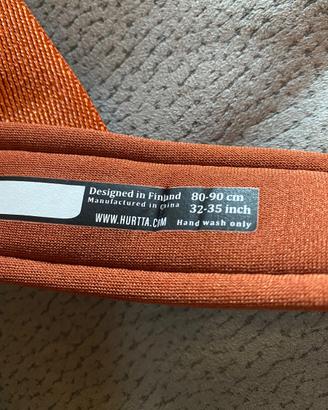 Designed in Finland 80-90 cm
Manufactured in China 32-35 inch
WWW.HURTTA.COM Hand wash only